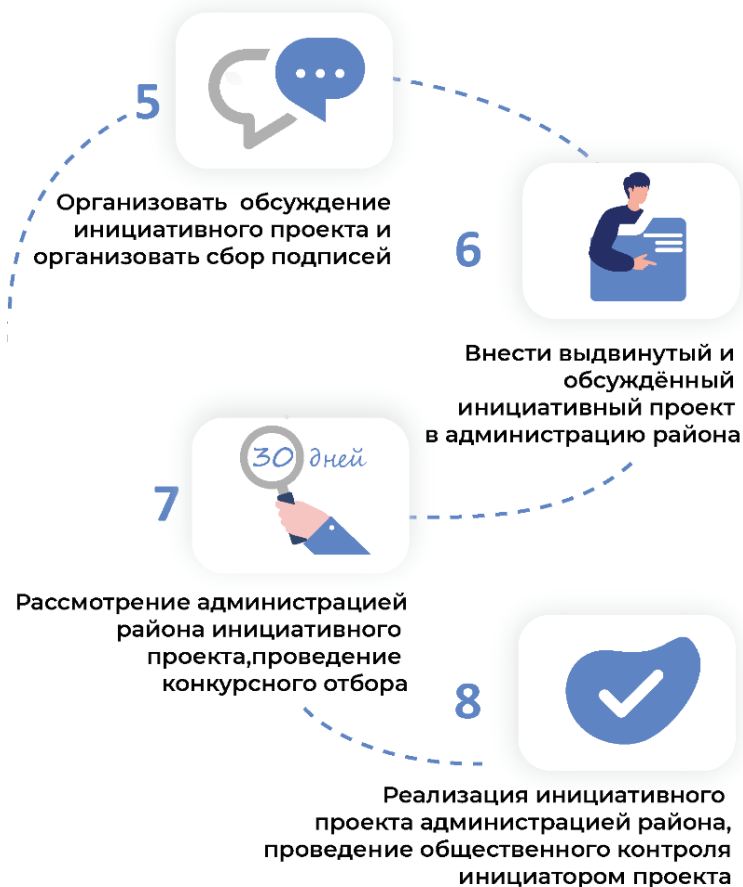 5
Организовать обсуждение
инициативного проекта и
организовать сбор подписей
6
Внести выдвинутый и
обсуждённый
инициативный проект
в администрацию района
7
30 дней
Рассмотрение администрацией
района инициативного
проекта,проведение
конкурсного отбора
8
Реализация инициативного
проекта администрацией района,
проведение общественного контроля
инициатором проекта